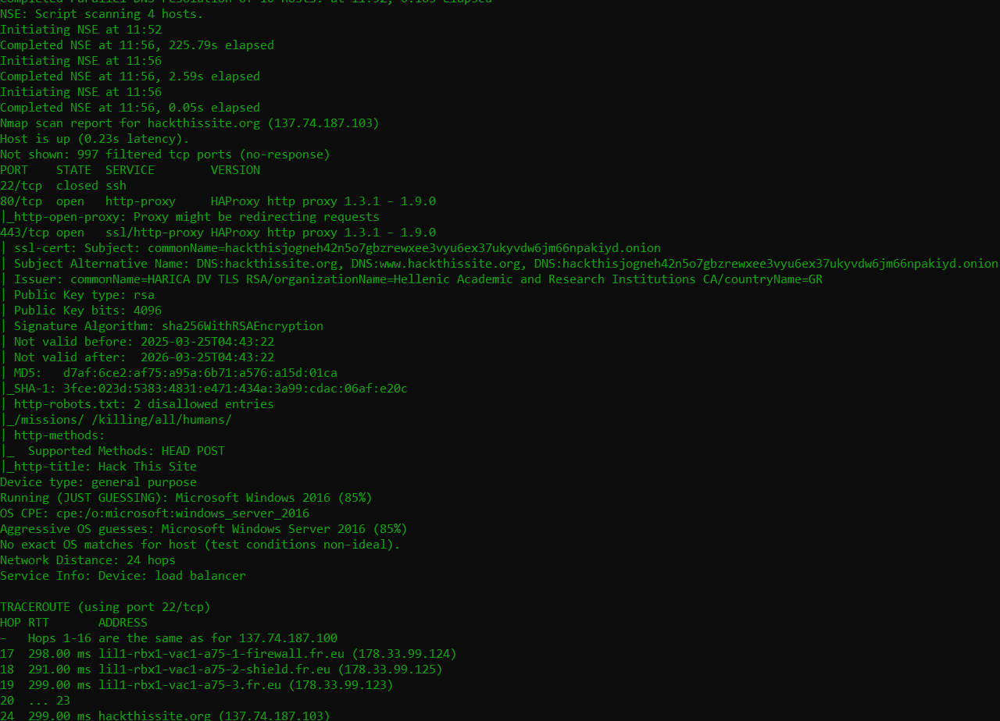 Completed Parallel DNS resolution of 16 hosts. at 11:52, 0.18s elapsed
NSE: Script scanning 4 hosts.
Initiating NSE at 11:52
Completed NSE at 11:56, 225.79s elapsed
Initiating NSE at 11:56
Completed NSE at 11:56, 2.59s elapsed
Initiating NSE at 11:56
Completed NSE at 11:56, 0.05s elapsed
Nmap scan report for hackthissite.org (137.74.187.103)
Host is up (0.23s latency).
Not shown: 997 filtered tcp ports (no-response)
PORT    STATE  SERVICE        VERSION
22/tcp  closed ssh
80/tcp  open   http-proxy     HAProxy http proxy 1.3.1 - 1.9.0
|_http-open-proxy: Proxy might be redirecting requests
443/tcp open   ssl/http-proxy HAProxy http proxy 1.3.1 - 1.9.0
| ssl-cert: Subject: commonName=hackthisjogneh42n5o7gbzrewxee3vyu6ex37ukyvdw6jm66npakiyd.onion
| Subject Alternative Name: DNS:hackthissite.org, DNS:www.hackthissite.org, DNS:hackthisjogneh42n5o7gbzrewxee3vyu6ex37ukyvdw6jm66npakiyd.onion
| Issuer: commonName=HARICA DV TLS RSA/organizationName=Hellenic Academic and Research Institutions CA/countryName=GR
| Public Key type: rsa
| Public Key bits: 4096
| Signature Algorithm: sha256WithRSAEncryption
| Not valid before: 2025-03-25T04:43:22
| Not valid after:  2026-03-25T04:43:22
| MD5:   d7af:6ce2:af75:a95a:6b71:a576:a15d:01ca
|_SHA-1: 3fce:023d:5383:4831:e471:434a:3a99:cdac:06af:e20c
| http-robots.txt: 2 disallowed entries
|_/missions/ /killing/all/humans/
| http-methods:
|_  Supported Methods: HEAD POST
|_http-title: Hack This Site
Device type: general purpose
Running (JUST GUESSING): Microsoft Windows 2016 (85%)
OS CPE: cpe:/o:microsoft:windows_server_2016
Aggressive OS guesses: Microsoft Windows Server 2016 (85%)
No exact OS matches for host (test conditions non-ideal).
Network Distance: 24 hops
Service Info: Device: load balancer
TRACEROUTE (using port 22/tcp)
HOP RTT       ADDRESS
-   Hops 1-16 are the same as for 137.74.187.100
17  298.00 ms lil1-rbx1-vac1-a75-1-firewall.fr.eu (178.33.99.124)
18  291.00 ms lil1-rbx1-vac1-a75-2-shield.fr.eu (178.33.99.125)
19  299.00 ms lil1-rbx1-vac1-a75-3.fr.eu (178.33.99.123)
20  ... 23
24  299.00 ms hackthissite.org (137.74.187.103)